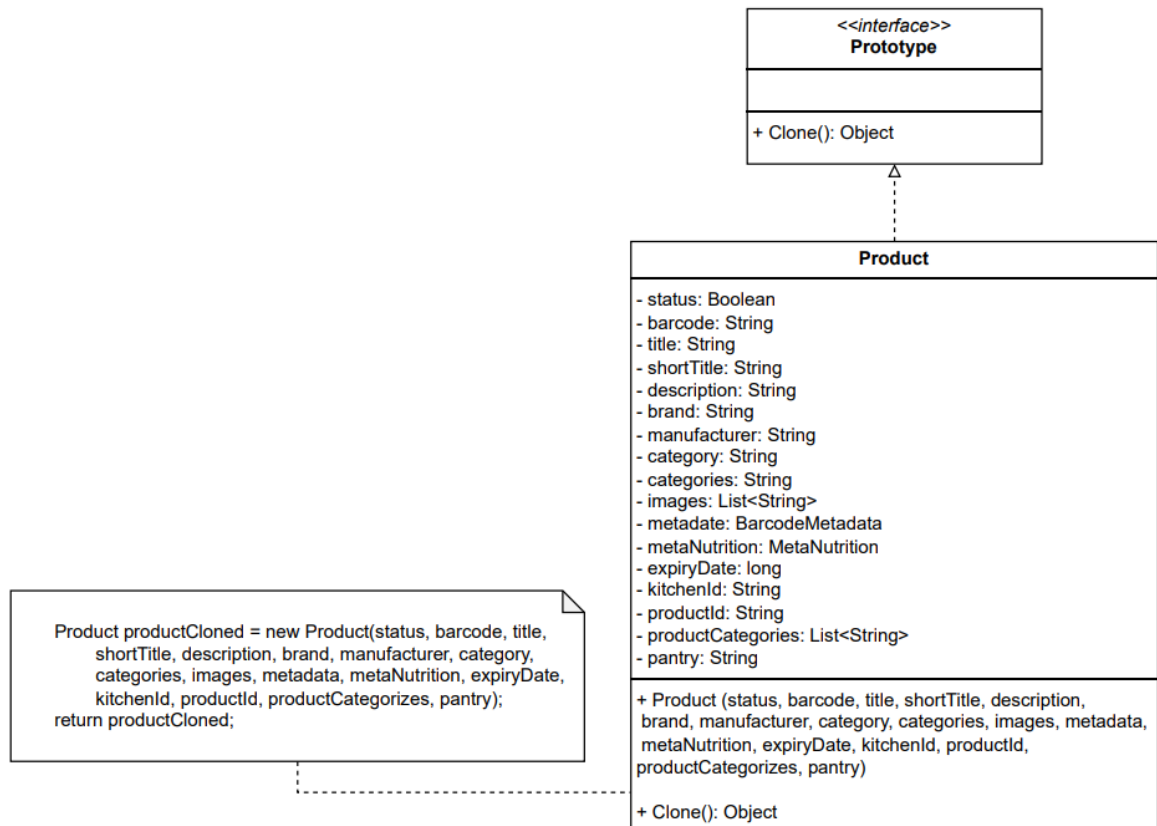 <<interface>>
Prototype
+ Clone(): Object
Product
- status: Boolean
- barcode: String
- title: String
- shortTitle: String
- description: String
- brand: String
- manufacturer: String
- category: String
- categories: String
- images: List<String>
- metadate: BarcodeMetadata
- metaNutrition: MetaNutrition
- expiryDate: long
- kitchenId: String
- productId: String
- productCategories: List<String>
- pantry: String
+ Product (status, barcode, title, shortTitle, description,
brand, manufacturer, category, categories, images, metadata,
metaNutrition, expiryDate, kitchenId, productId,
productCategorizes, pantry)
+ Clone(): Object
Product productCloned = new Product(status, barcode, title,
shortTitle, description, brand, manufacturer, category,
categories, images, metadata, metaNutrition, expiryDate,
kitchenId, productId, productCategorizes, pantry);
return productCloned;